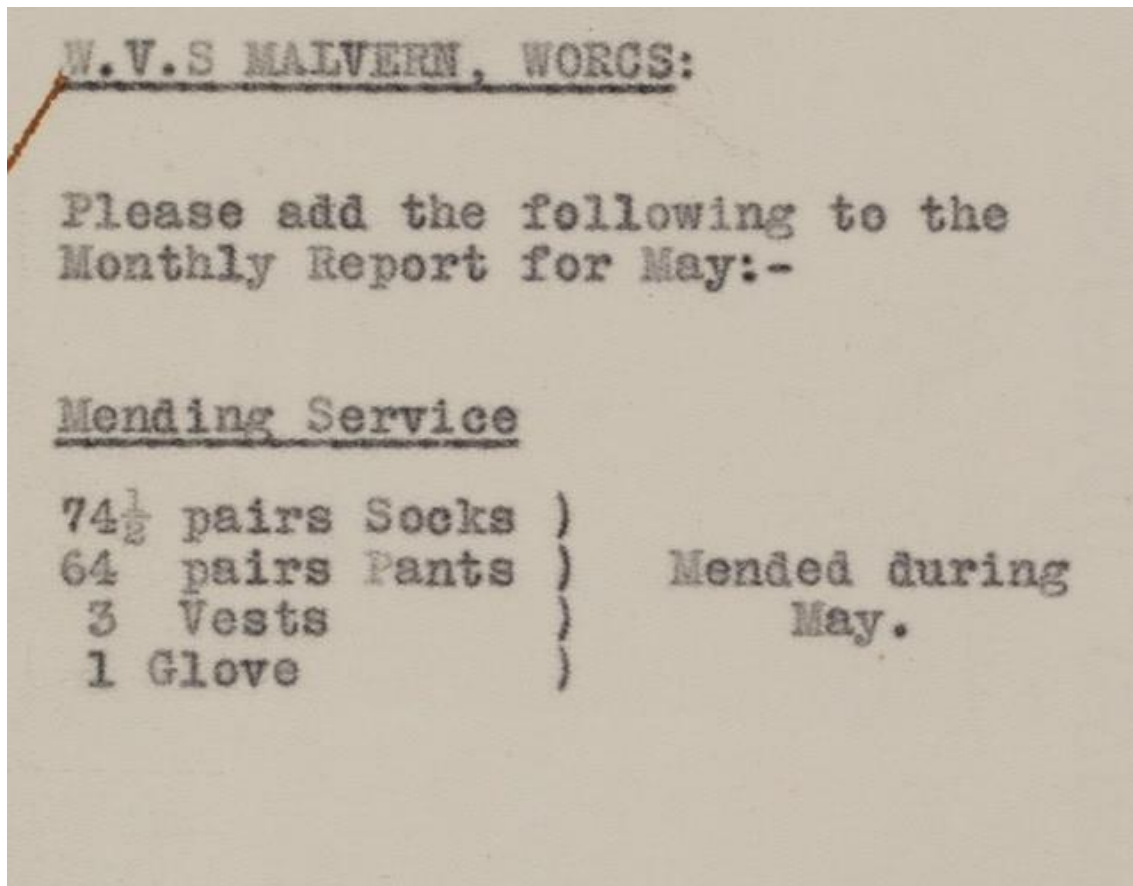 W.V.S MALVERN, WORCS:
Please add the following to the
Monthly Report for May:-
Mending Service
74½ pairs Socks )
64 pairs Pants ) Mended during
3 Vests ) May.
1 Glove )